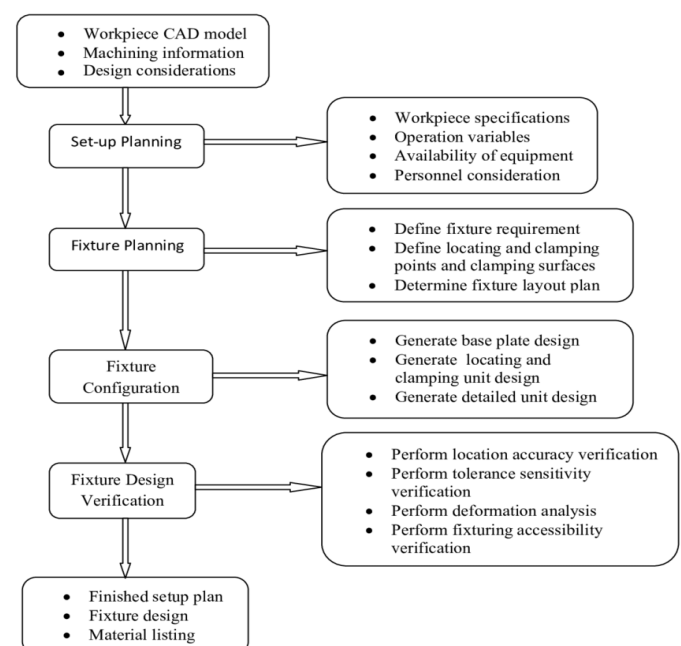 • Workpiece CAD model
• Machining information
• Design considerations
Set-up Planning
• Workpiece specifications
• Operation variables
• Availability of equipment
• Personnel consideration
Fixture Planning
• Define fixture requirement
• Define locating and clamping
points and clamping surfaces
• Determine fixture layout plan
Fixture
Configuration
• Generate base plate design
• Generate locating and
clamping unit design
• Generate detailed unit design
Fixture Design
Verification
• Perform location accuracy verification
• Perform tolerance sensitivity
verification
• Perform deformation analysis
• Perform fixturing accessibility
verification
• Finished setup plan
• Fixture design
• Material listing